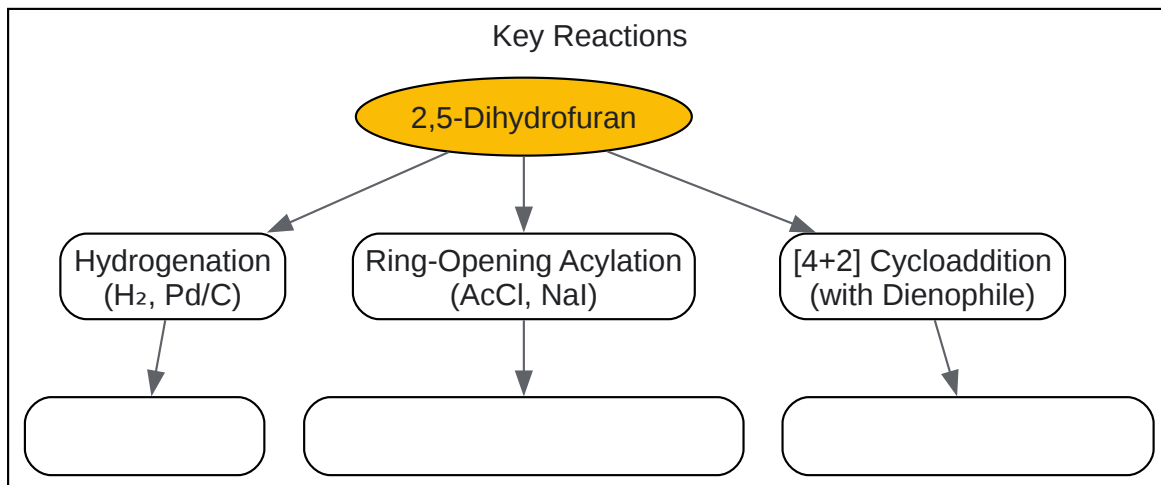 Key Reactions
2,5-Dihydrofuran
Hydrogenation
(H₂, Pd/C)
Ring-Opening Acylation
(AcCl, NaI)
[4+2] Cycloaddition
(with Dienophile)